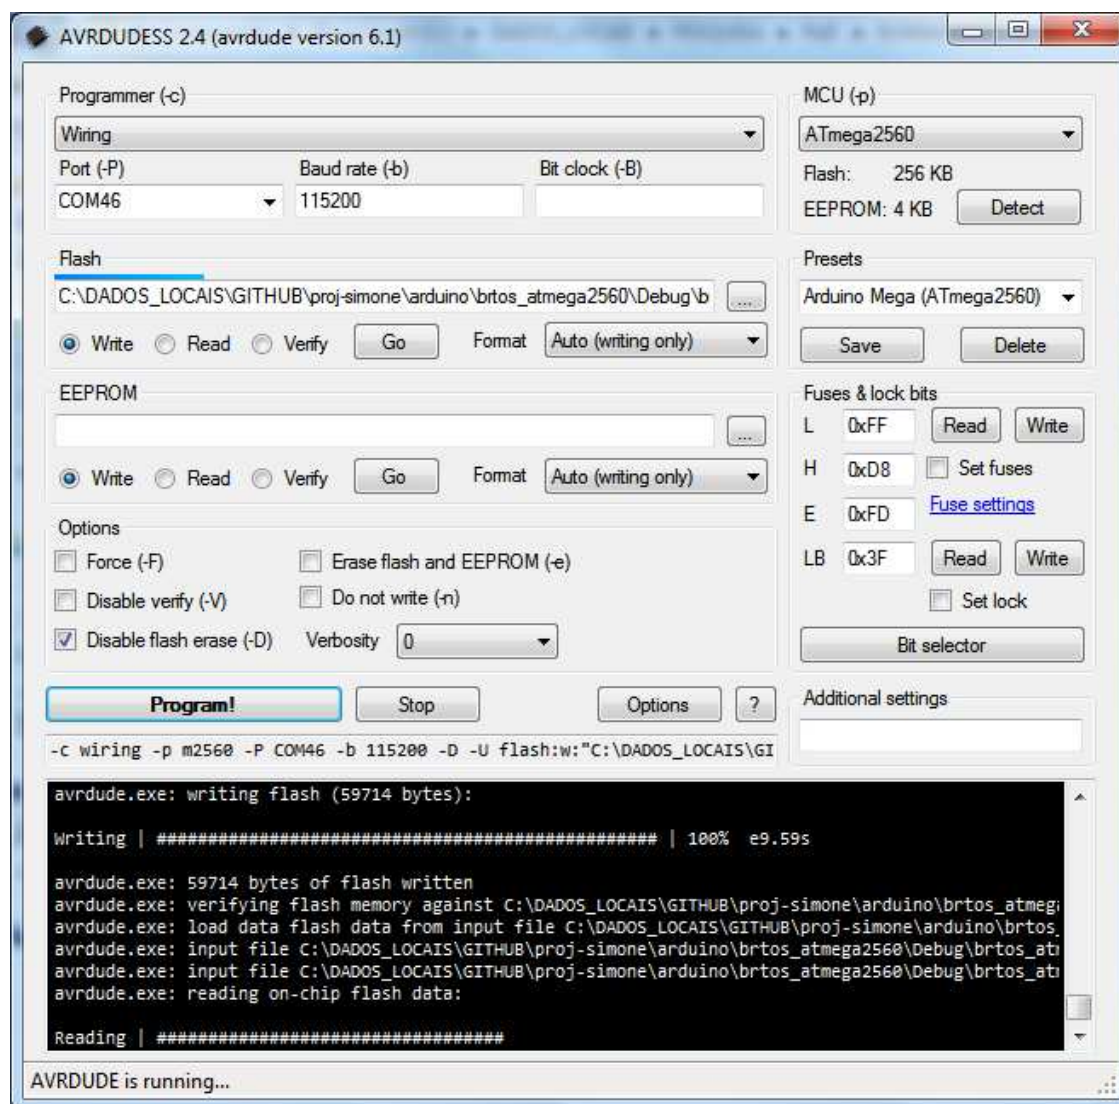 AVRDUDESS 2.4 (avrdude version 6.1)
Programmer (-c)
Wiring
Port (-P) Baud rate (-b) Bit clock (-B)
COM46 115200
MCU (-p)
ATmega2560
Flash: 256 KB
EEPROM: 4 KB Detect
Flash
C:\DADOS_LOCAIS\GITHUB\proj-simone\arduino\brtos_atmega2560\Debug\b ...
Write Read Verify Go Format Auto (writing only)
Presets
Arduino Mega (ATmega2560)
Save Delete
EEPROM
...
Write Read Verify Go Format Auto (writing only)
Fuses & lock bits
L 0xFF Read Write
H 0xD8 Set fuses
E 0xFD Fuse settings
LB 0x3F Read Write
Set lock
Bit selector
Options
Force (-F) Erase flash and EEPROM (-e)
Disable verify (-V) Do not write (-n)
Disable flash erase (-D) Verbosity 0
Program! Stop Options ?
Additional settings
-c wiring -p m2560 -P COM46 -b 115200 -D -U flash:w:"C:\DADOS_LOCAIS\GI
avrdude.exe: writing flash (59714 bytes):
Writing | ################################################## | 100% e9.59s
avrdude.exe: 59714 bytes of flash written
avrdude.exe: verifying flash memory against C:\DADOS_LOCAIS\GITHUB\proj-simone\arduino\brtos_atmega
avrdude.exe: load data flash data from input file C:\DADOS_LOCAIS\GITHUB\proj-simone\arduino\brtos_
avrdude.exe: input file C:\DADOS_LOCAIS\GITHUB\proj-simone\arduino\brtos_atmega2560\Debug\brtos_atm
avrdude.exe: input file C:\DADOS_LOCAIS\GITHUB\proj-simone\arduino\brtos_atmega2560\Debug\brtos_atm
avrdude.exe: reading on-chip flash data:
Reading | ###################################
AVRDUDE is running...